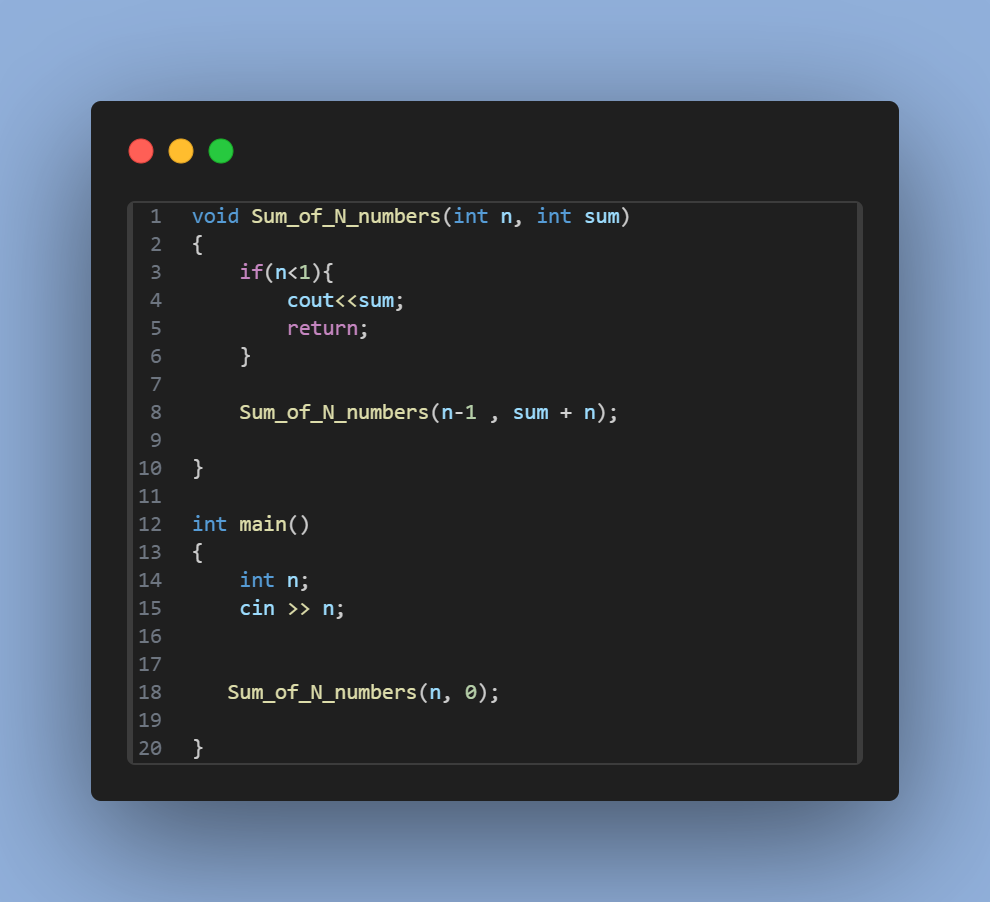 1 void Sum_of_N_numbers(int n, int sum)
2 {
3     if(n<1){
4         cout<<sum;
5         return;
6     }
7
8     Sum_of_N_numbers(n-1 , sum + n);
9
10 }
11
12 int main()
13 {
14     int n;
15     cin >> n;
16
17
18    Sum_of_N_numbers(n, 0);
19
20 }